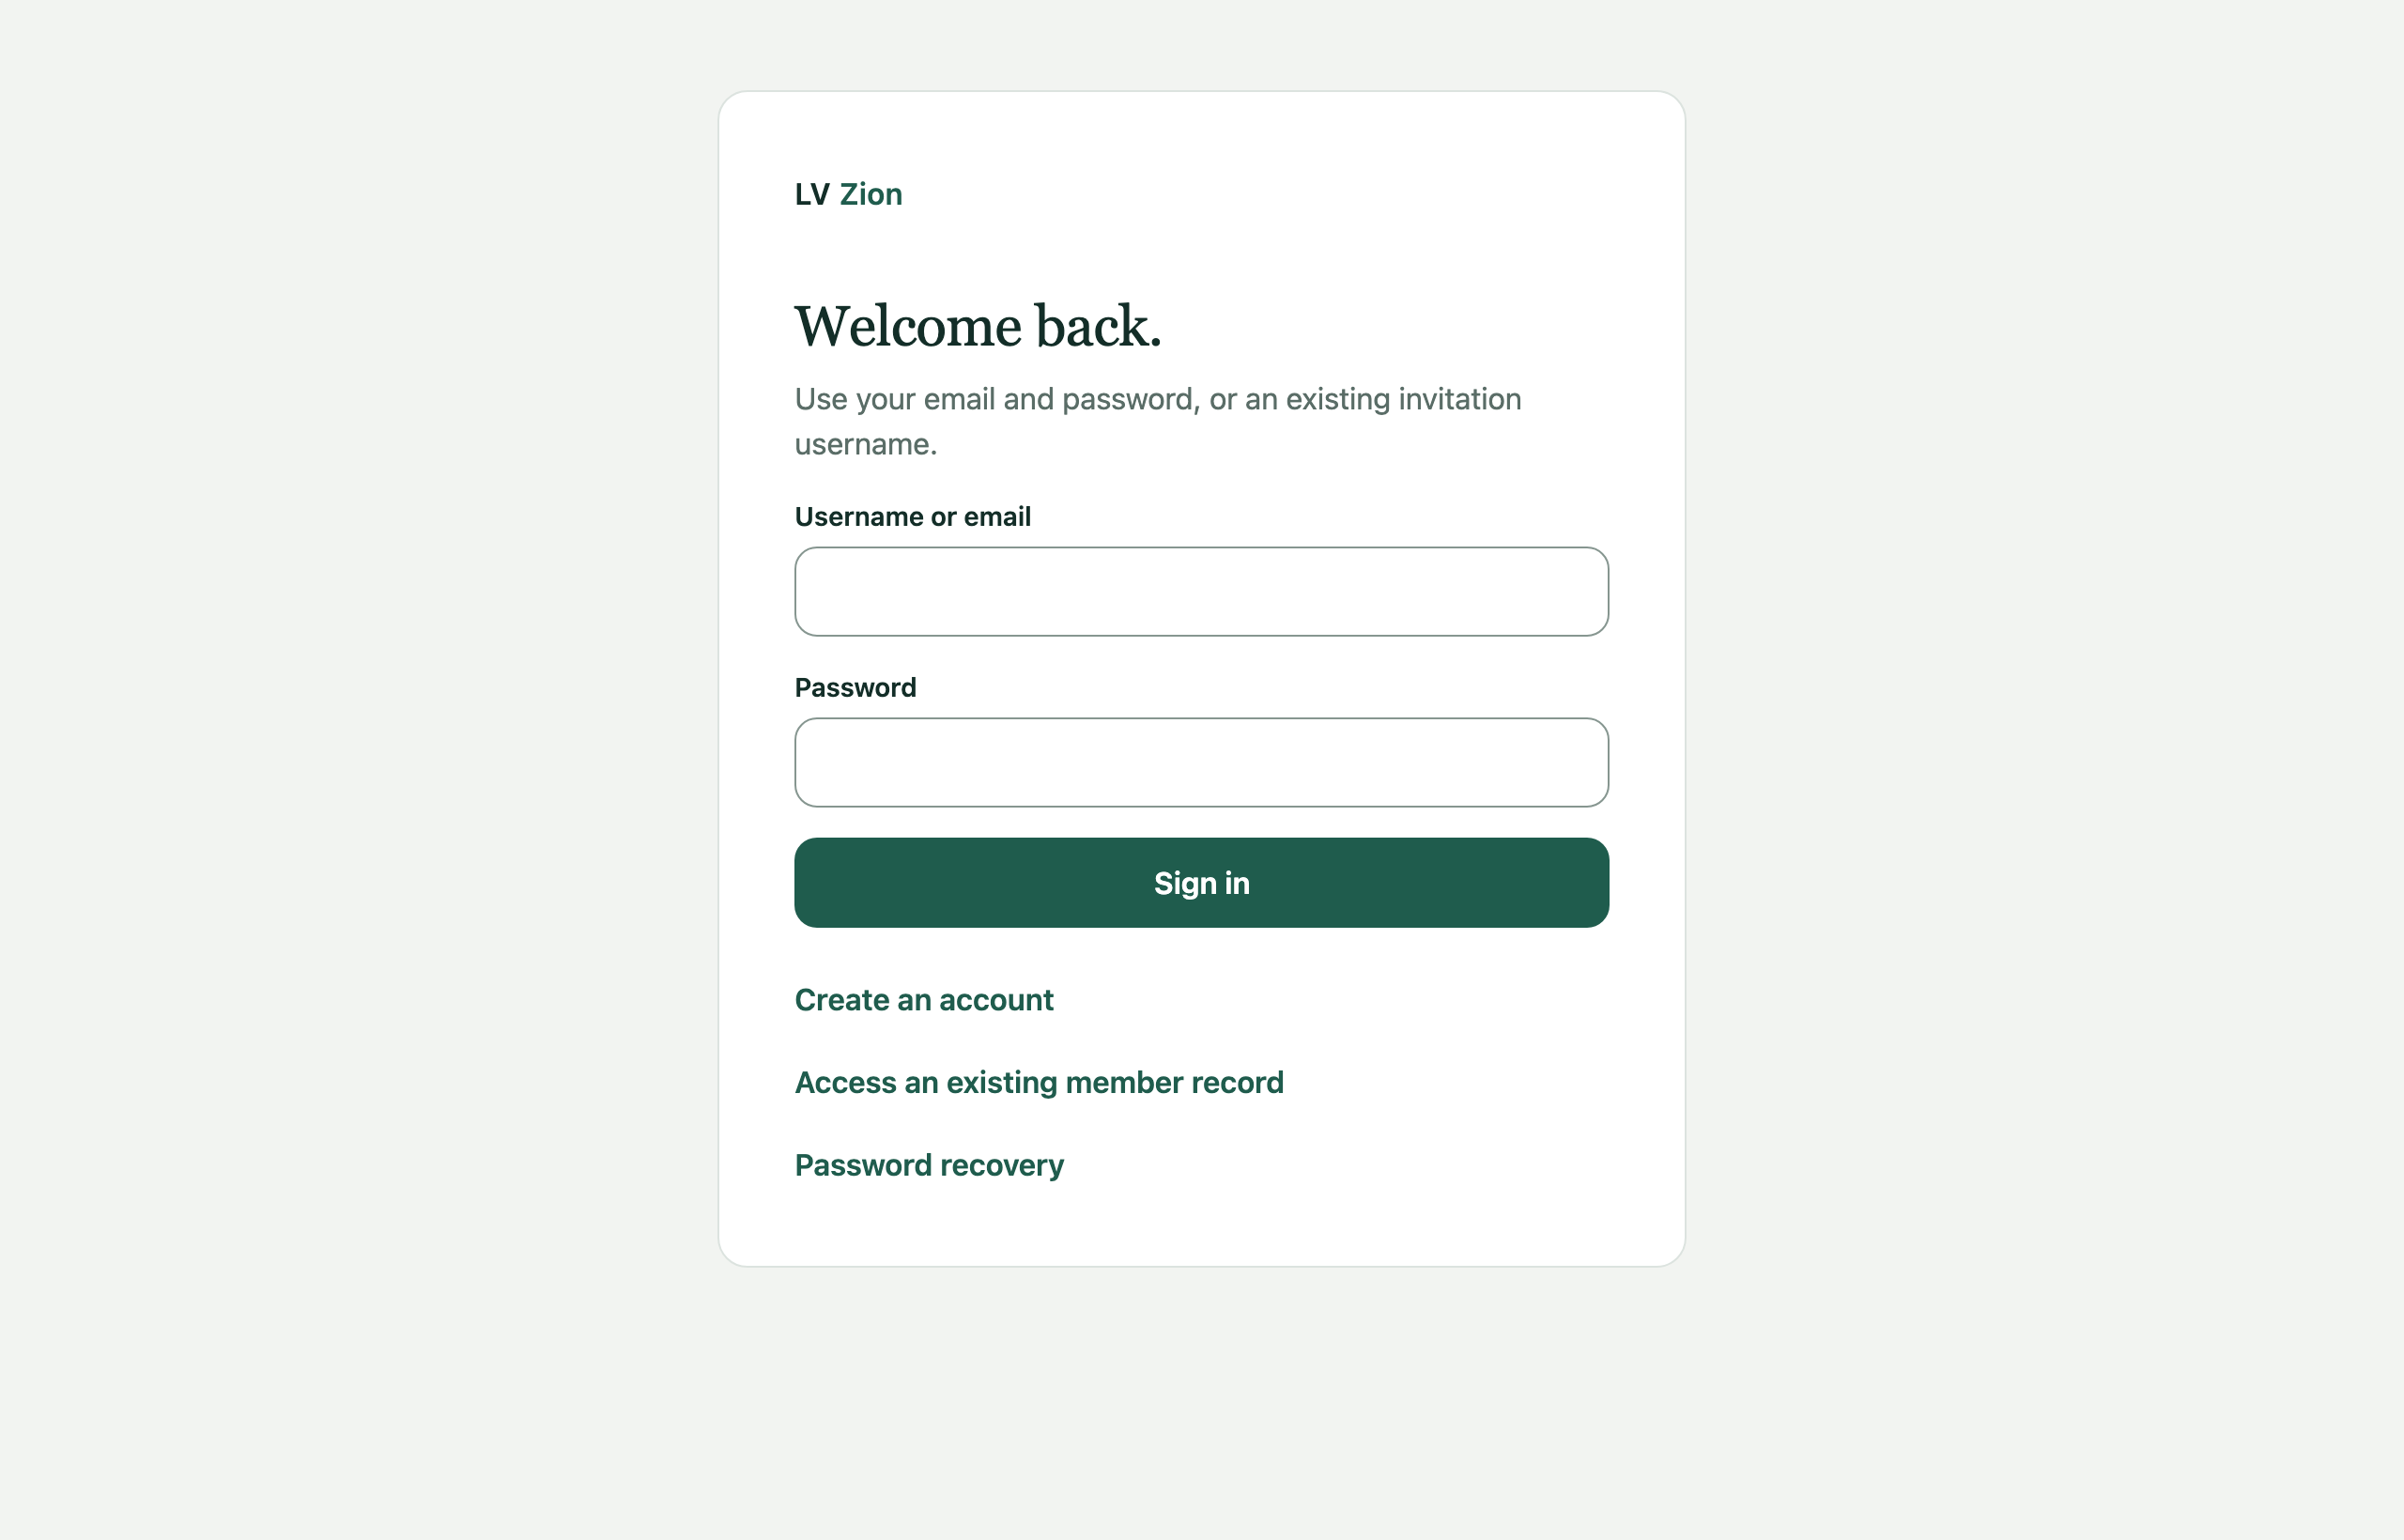 LV Zion
Welcome back.
Use your email and password, or an existing invitation
username.
Username or email
Password
Sign in
Create an account
Access an existing member record
Password recovery